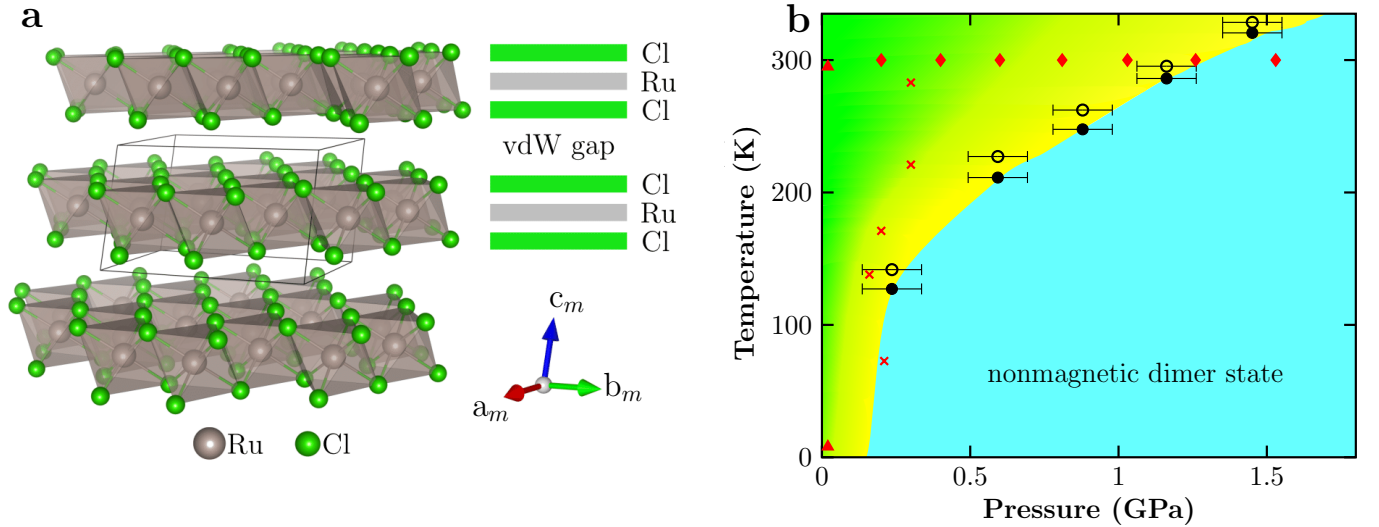 a
Cl
Ru
Cl
vdW gap
Cl
Ru
Cl
c_m
b_m
a_m
Ru
Cl
b
Temperature (K)
300
200
100
0
nonmagnetic dimer state
0
0.5
1
1.5
Pressure (GPa)